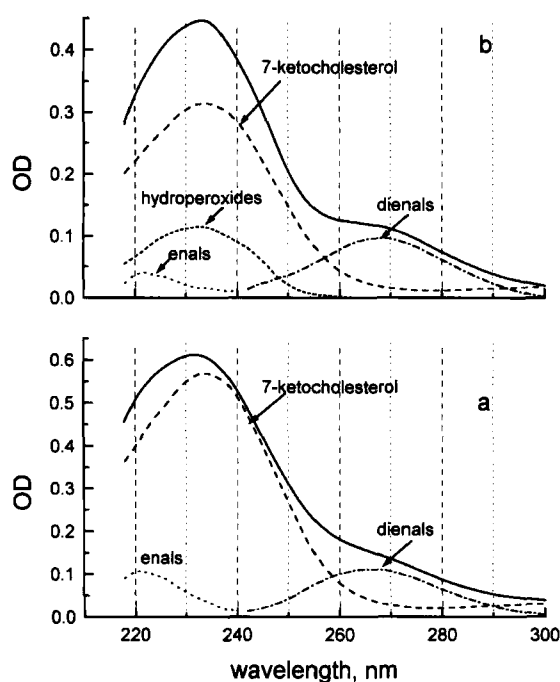 b
0.4
7-ketocholesterol
0.3
OD
0.2
hydroperoxides
dienals
0.1
enals
0.0
0.6
7-ketocholesterol
a
0.5
0.4
OD
0.3
dienals
0.2
enals
0.1
0.0
220 240 260 280 300
wavelength, nm